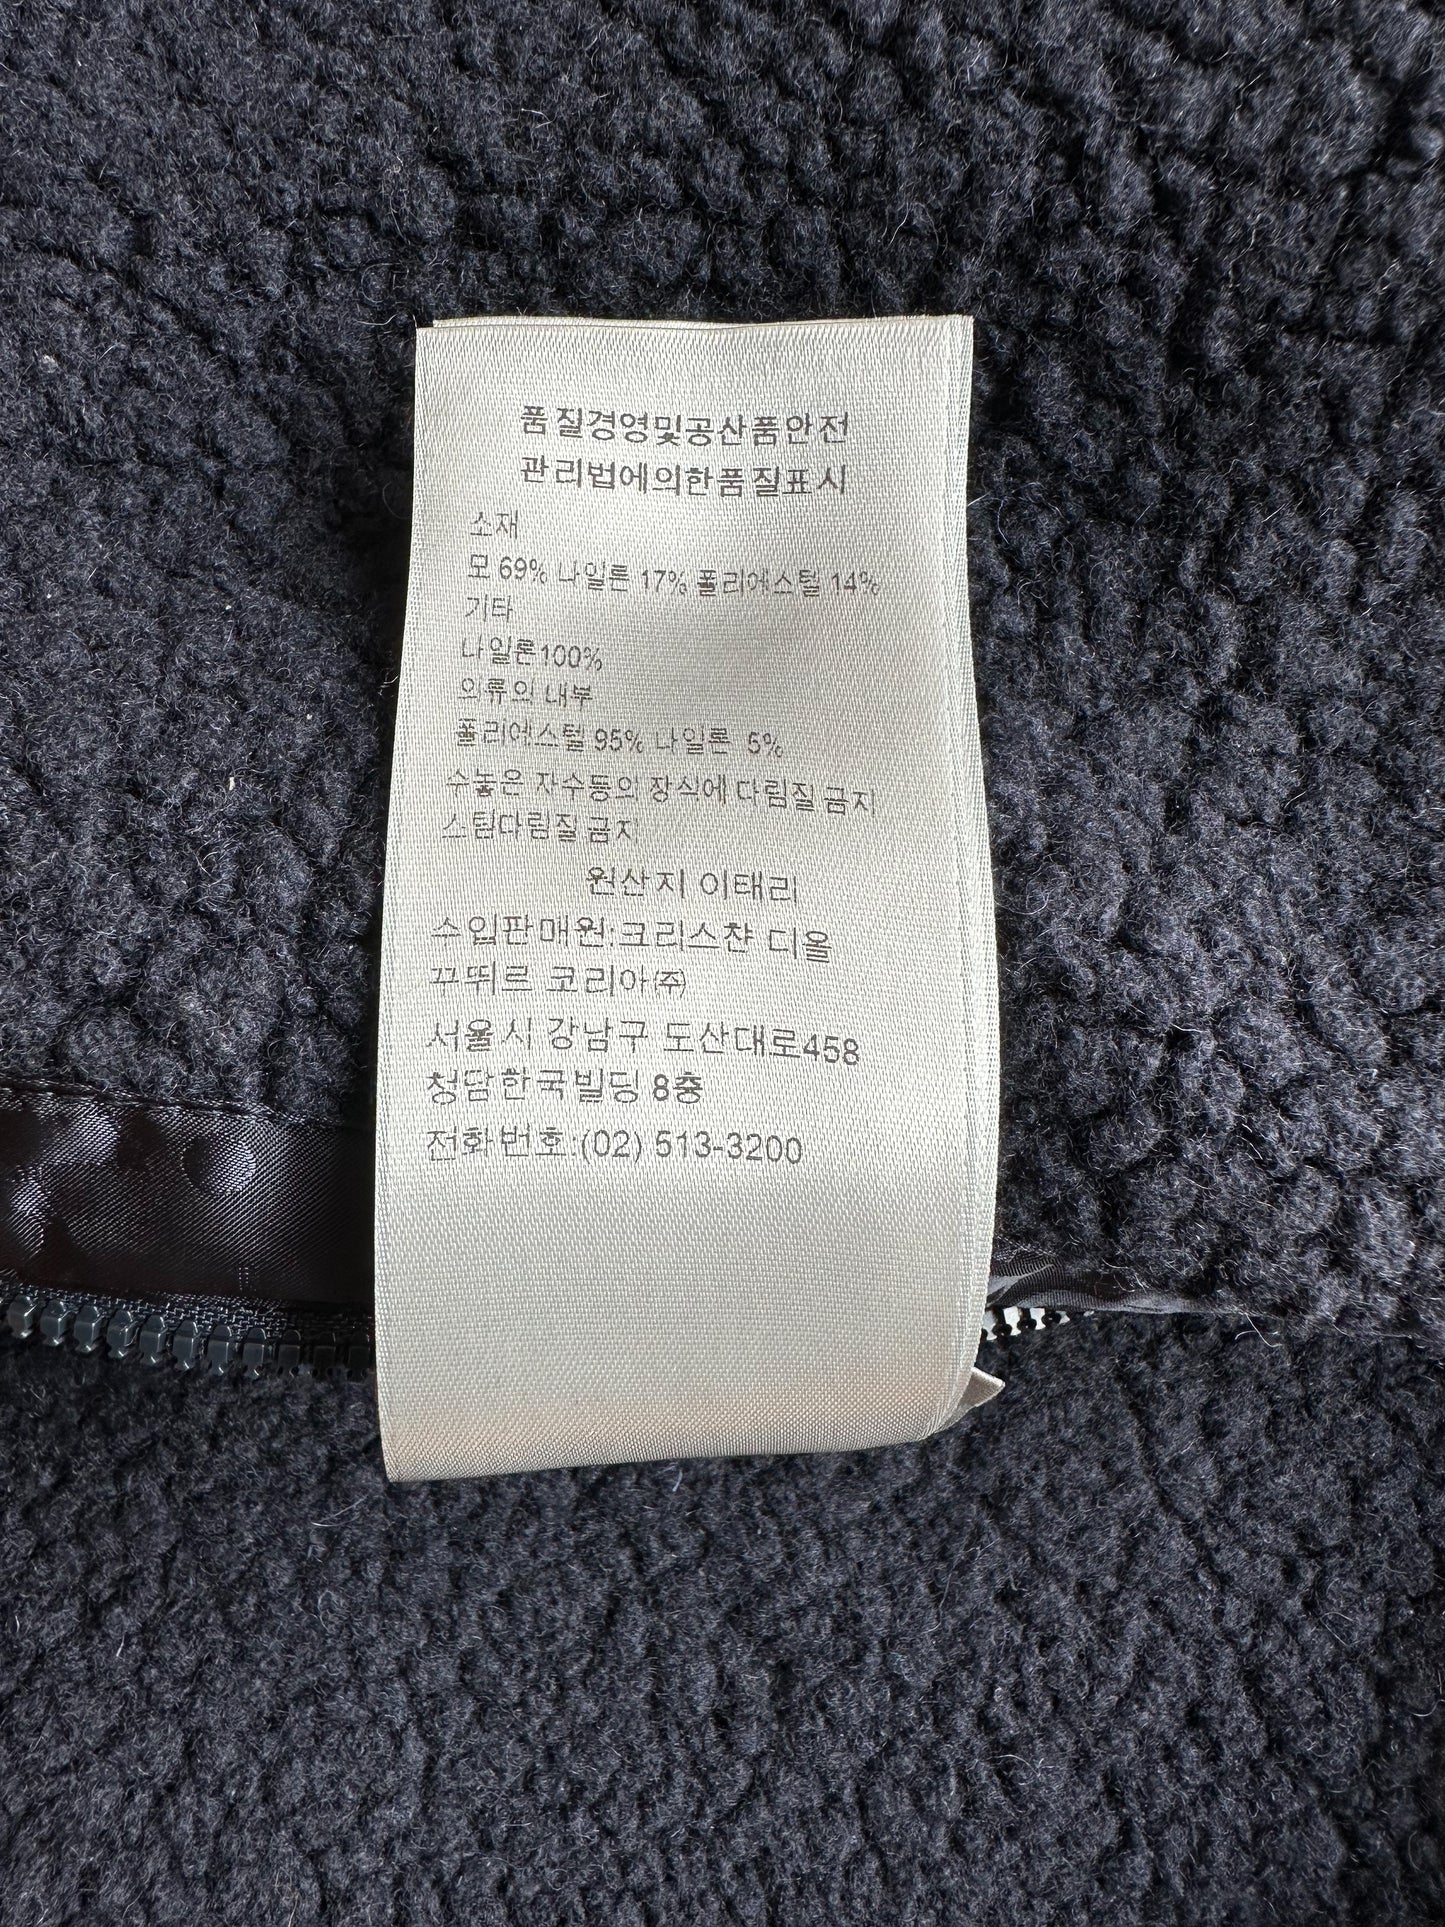 품질경영및공산품안전
관리법에의한품질표시
소재
모 69% 나일론 17% 폴리에스텔 14%
기타
나일론100%
의류의 내부
폴리에스텔 95% 나일론 5%
수놓은 자수등의 장식에 다림질 금지
스팀다림질 금지
원산지 이태리
수입판매원:크리스챤 디올
꾸뛰르 코리아(주)
서울시 강남구 도산대로458
청담한국빌딩 8층
전화번호:(02) 513-3200